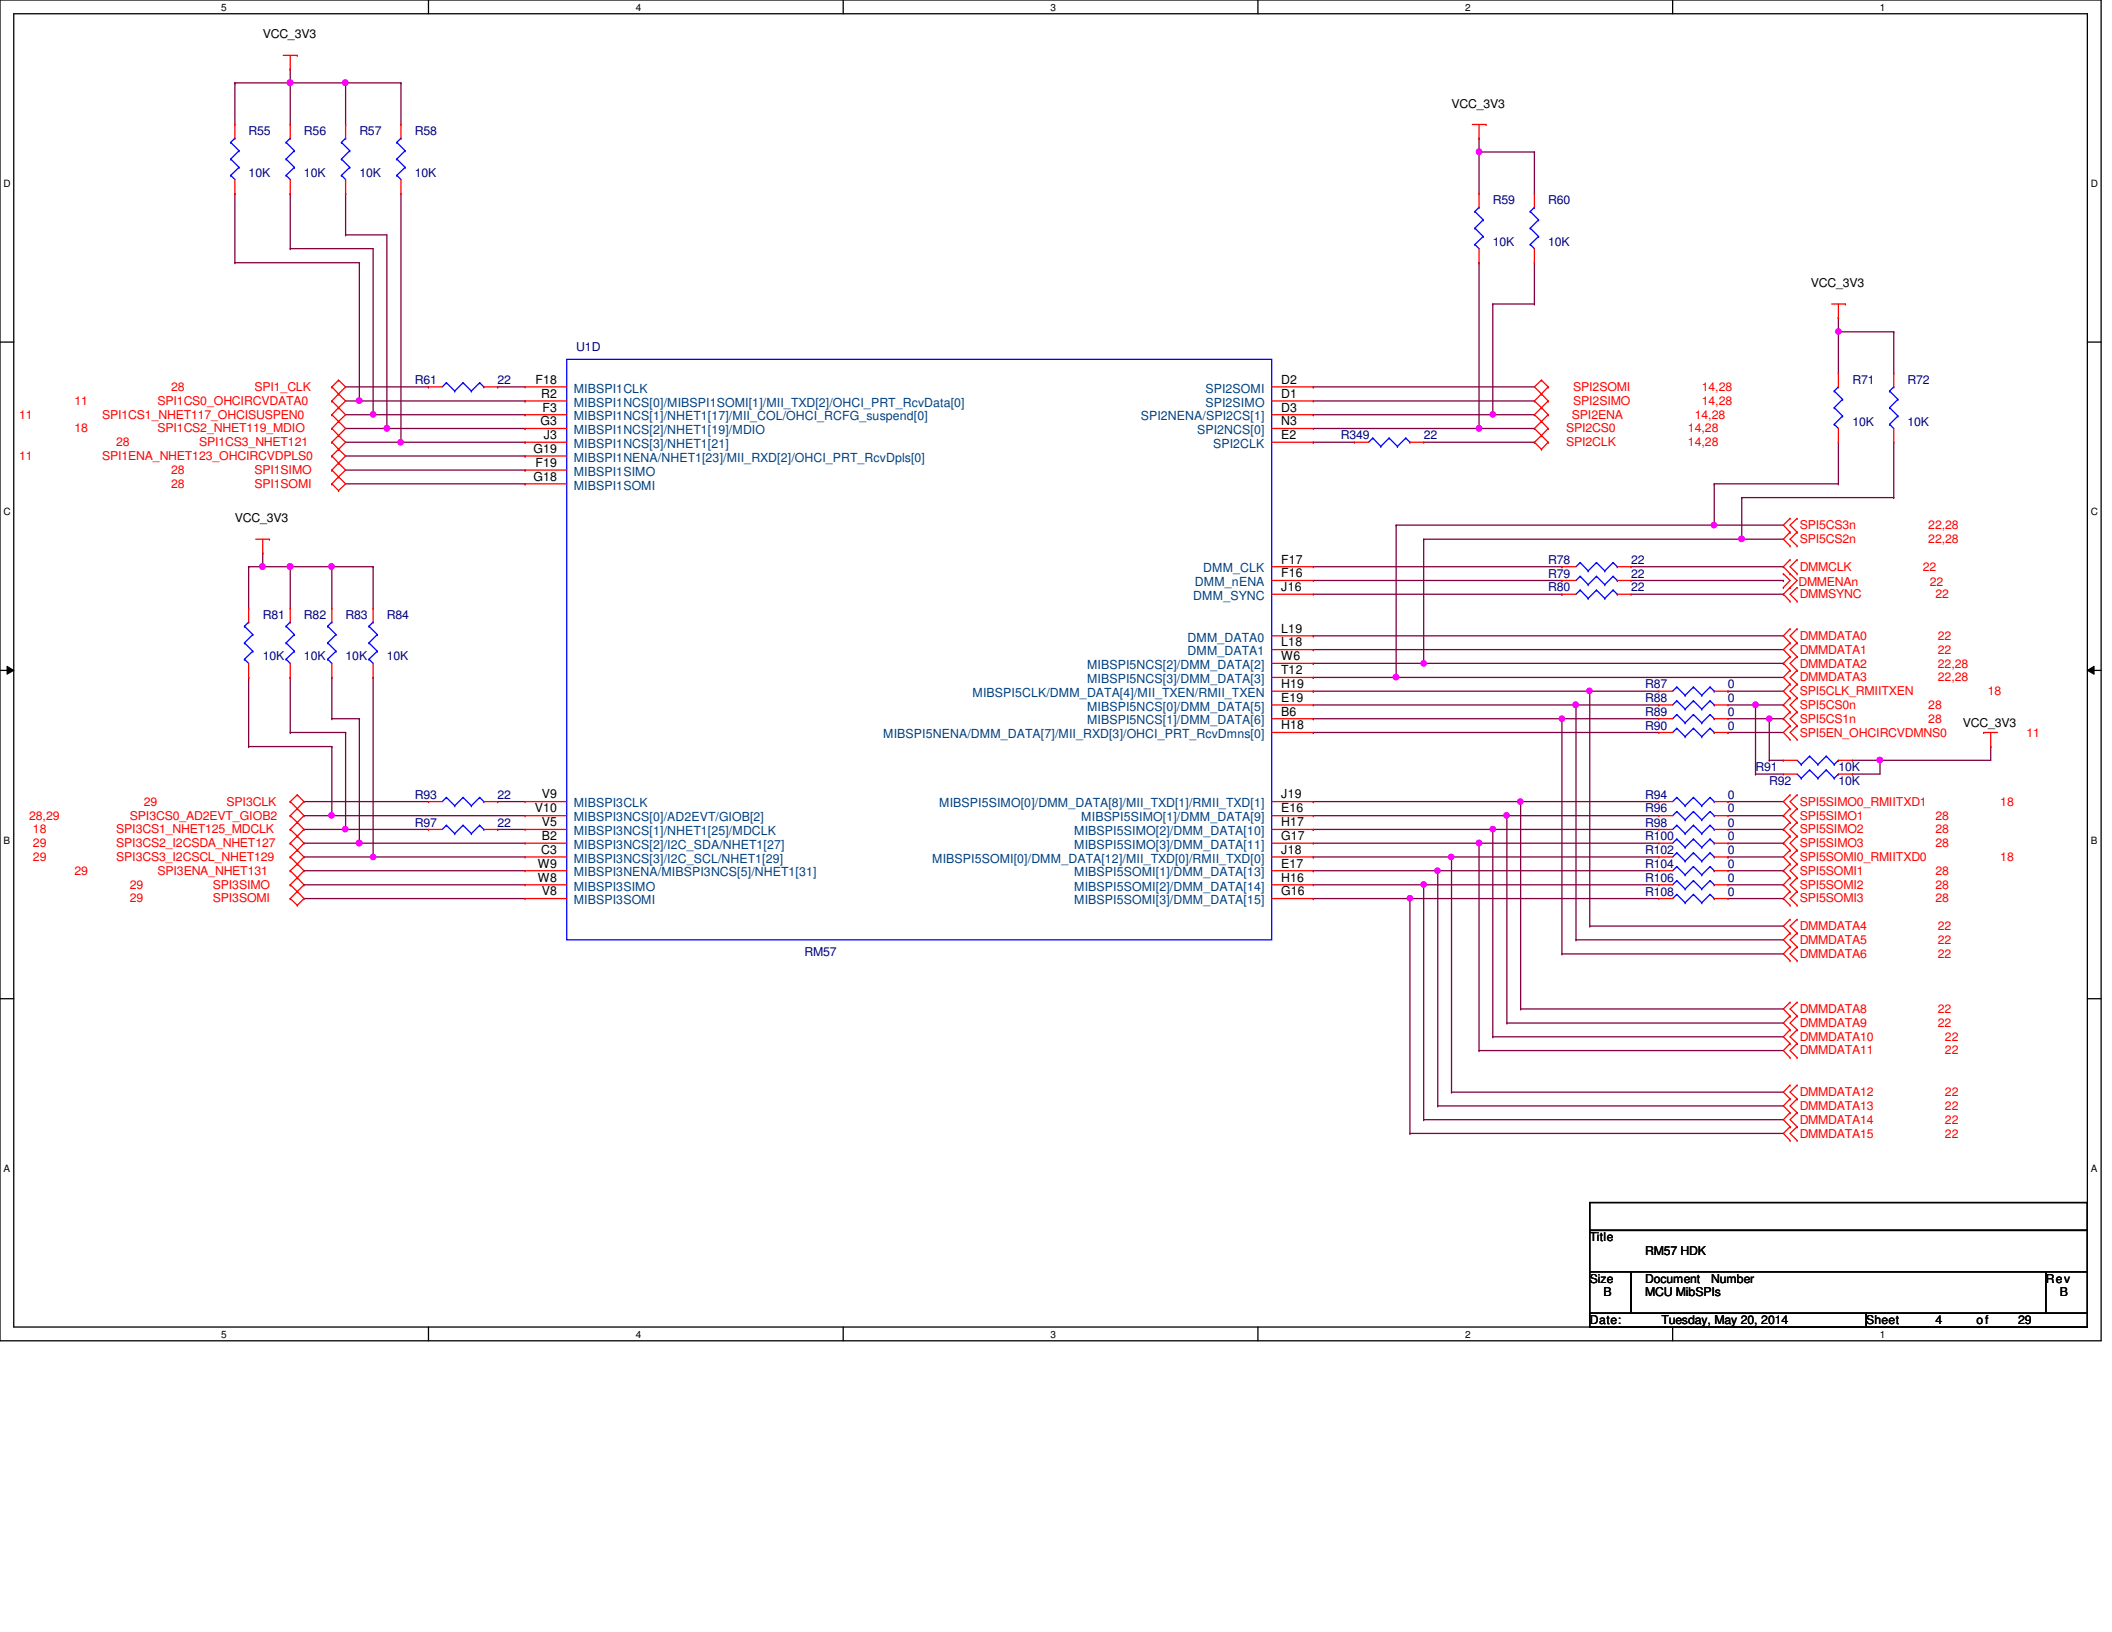 5 4 3 2 1
VCC_3V3
R55 R56 R57 R58
10K 10K 10K 10K
VCC_3V3
R59 R60
10K 10K
D D
VCC_3V3
R71 R72
10K 10K
U1D
28 SPI1_CLK R61 22 F18 MIBSPI1CLK
11 SPI1CS0_OHCIRCVDATA0 R2 MIBSPI1NCS[0]/MIBSPI1SOMI[1]/MII_TXD[2]/OHCI_PRT_RcvData[0]
11 SPI1CS1_NHET117_OHCISUSPEN0 F3 MIBSPI1NCS[1]/NHET1[17]/MII_COL/OHCI_RCFG_suspend[0]
18 SPI1CS2_NHET119_MDIO G3 MIBSPI1NCS[2]/NHET1[19]/MDIO
28 SPI1CS3_NHET121 J3 MIBSPI1NCS[3]/NHET1[21]
11 SPI1ENA_NHET123_OHCIRCVDPLS0 G19 MIBSPI1NENA/NHET1[23]/MII_RXD[2]/OHCI_PRT_RcvDpls[0]
28 SPI1SIMO F19 MIBSPI1SIMO
28 SPI1SOMI G18 MIBSPI1SOMI
SPI2SOMI D2 SPI2SOMI 14,28
SPI2SIMO D1 SPI2SIMO 14,28
SPI2NENA/SPI2CS[1] D3 SPI2ENA 14,28
SPI2NCS[0] N3 SPI2CS0 14,28
SPI2CLK E2 R349 22 SPI2CLK 14,28
C C
VCC_3V3
R81 R82 R83 R84
10K 10K 10K 10K
SPI5CS3n 22,28
SPI5CS2n 22,28
DMM_CLK F17 R78 22 DMMCLK 22
DMM_nENA F16 R79 22 DMMENAn 22
DMM_SYNC J16 R80 22 DMMSYNC 22
DMM_DATA0 L19 DMMDATA0 22
DMM_DATA1 L18 DMMDATA1 22
MIBSPI5NCS[2]/DMM_DATA[2] W6 DMMDATA2 22,28
MIBSPI5NCS[3]/DMM_DATA[3] T12 DMMDATA3 22,28
MIBSPI5CLK/DMM_DATA[4]/MII_TXEN/RMII_TXEN H19 R87 0 SPI5CLK_RMIITXEN 18
MIBSPI5NCS[0]/DMM_DATA[5] E19 R88 0 SPI5CS0n 28
MIBSPI5NCS[1]/DMM_DATA[6] B6 R89 0 SPI5CS1n 28
MIBSPI5NENA/DMM_DATA[7]/MII_RXD[3]/OHCI_PRT_RcvDmns[0] H18 R90 0 SPI5EN_OHCIRCVDMNS0 11
VCC_3V3
R91 10K
R92 10K
29 SPI3CLK R93 22 V9 MIBSPI3CLK
28,29 SPI3CS0_AD2EVT_GIOB2 V10 MIBSPI3NCS[0]/AD2EVT/GIOB[2]
18 SPI3CS1_NHET125_MDCLK R97 22 V5 MIBSPI3NCS[1]/NHET1[25]/MDCLK
29 SPI3CS2_I2CSDA_NHET127 B2 MIBSPI3NCS[2]/I2C_SDA/NHET1[27]
29 SPI3CS3_I2CSCL_NHET129 C3 MIBSPI3NCS[3]/I2C_SCL/NHET1[29]
29 SPI3ENA_NHET131 W9 MIBSPI3NENA/MIBSPI3NCS[5]/NHET1[31]
29 SPI3SIMO W8 MIBSPI3SIMO
29 SPI3SOMI V8 MIBSPI3SOMI
MIBSPI5SIMO[0]/DMM_DATA[8]/MII_TXD[1]/RMII_TXD[1] J19 R94 0 SPI5SIMO0_RMIITXD1 18
MIBSPI5SIMO[1]/DMM_DATA[9] E16 R96 0 SPI5SIMO1 28
MIBSPI5SIMO[2]/DMM_DATA[10] H17 R98 0 SPI5SIMO2 28
MIBSPI5SIMO[3]/DMM_DATA[11] G17 R100 0 SPI5SIMO3 28
MIBSPI5SOMI[0]/DMM_DATA[12]/MII_TXD[0]/RMII_TXD[0] J18 R102 0 SPI5SOMI0_RMIITXD0 18
MIBSPI5SOMI[1]/DMM_DATA[13] E17 R104 0 SPI5SOMI1 28
MIBSPI5SOMI[2]/DMM_DATA[14] H16 R106 0 SPI5SOMI2 28
MIBSPI5SOMI[3]/DMM_DATA[15] G16 R108 0 SPI5SOMI3 28
B B
RM57
DMMDATA4 22
DMMDATA5 22
DMMDATA6 22
DMMDATA8 22
DMMDATA9 22
DMMDATA10 22
DMMDATA11 22
DMMDATA12 22
DMMDATA13 22
DMMDATA14 22
DMMDATA15 22
A A
Title
RM57 HDK
Size Document Number Rev
B MCU MibSPIs B
Date: Tuesday, May 20, 2014 Sheet 4 of 29
5 4 3 2 1